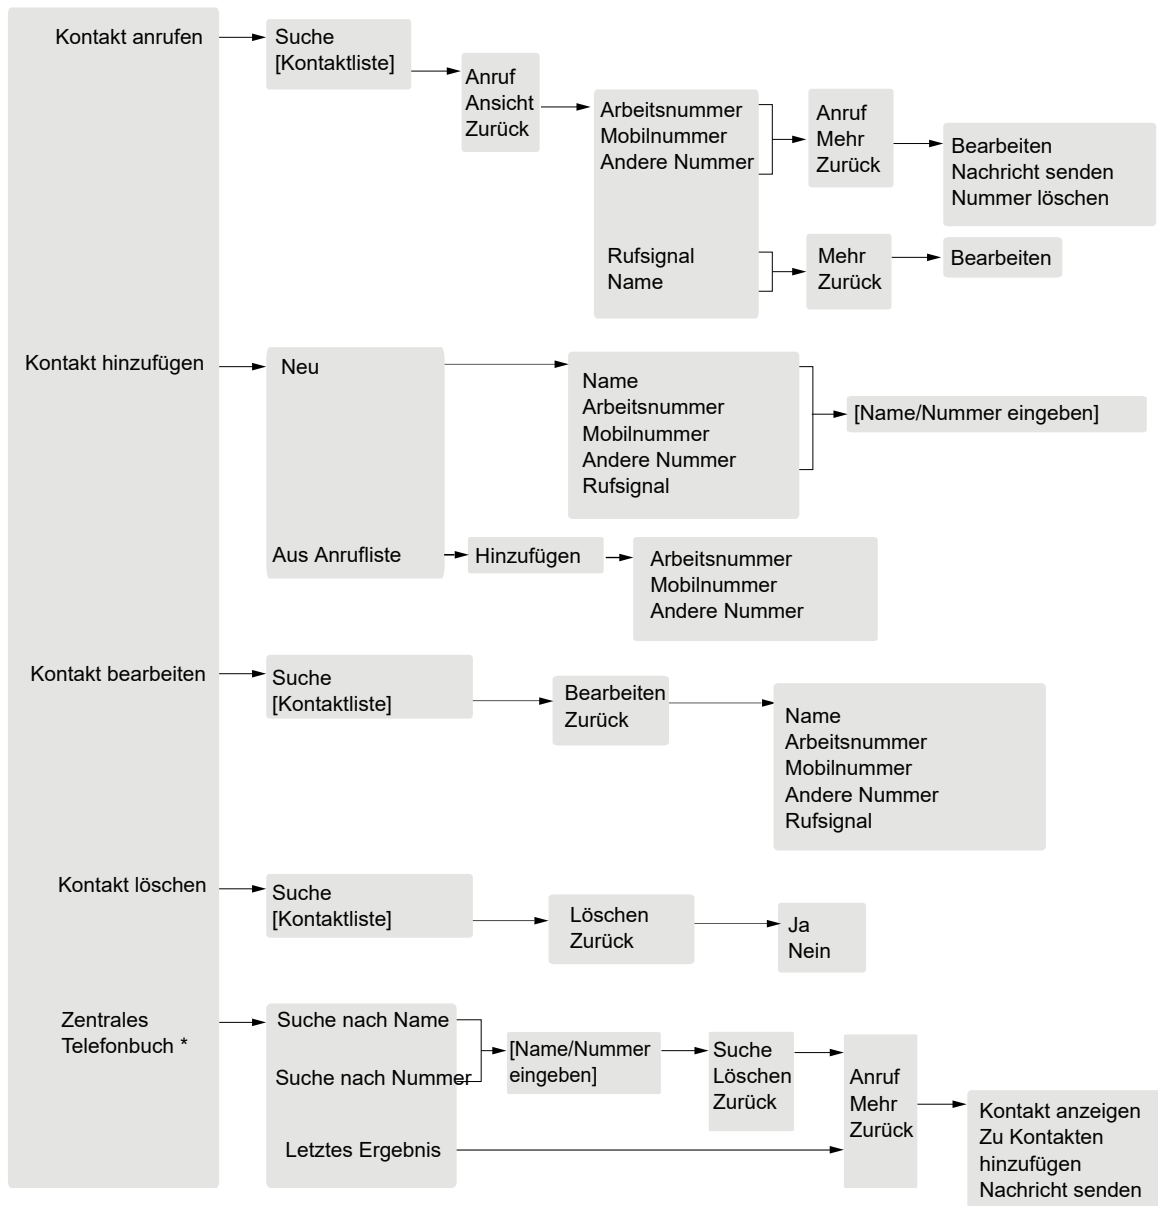 Kontakt anrufen
Suche
[Kontaktliste]
Anruf
Ansicht
Zurück
Arbeitsnummer
Mobilnummer
Andere Nummer
Anruf
Mehr
Zurück
Bearbeiten
Nachricht senden
Nummer löschen
Rufsignal
Name
Mehr
Zurück
Bearbeiten
Kontakt hinzufügen
Neu
Name
Arbeitsnummer
Mobilnummer
Andere Nummer
Rufsignal
[Name/Nummer eingeben]
Aus Anrufliste
Hinzufügen
Arbeitsnummer
Mobilnummer
Andere Nummer
Kontakt bearbeiten
Suche
[Kontaktliste]
Bearbeiten
Zurück
Name
Arbeitsnummer
Mobilnummer
Andere Nummer
Rufsignal
Kontakt löschen
Suche
[Kontaktliste]
Löschen
Zurück
Ja
Nein
Zentrales
Telefonbuch *
Suche nach Name
Suche nach Nummer
Letztes Ergebnis
[Name/Nummer
eingeben]
Suche
Löschen
Zurück
Anruf
Mehr
Zurück
Kontakt anzeigen
Zu Kontakten
hinzufügen
Nachricht senden